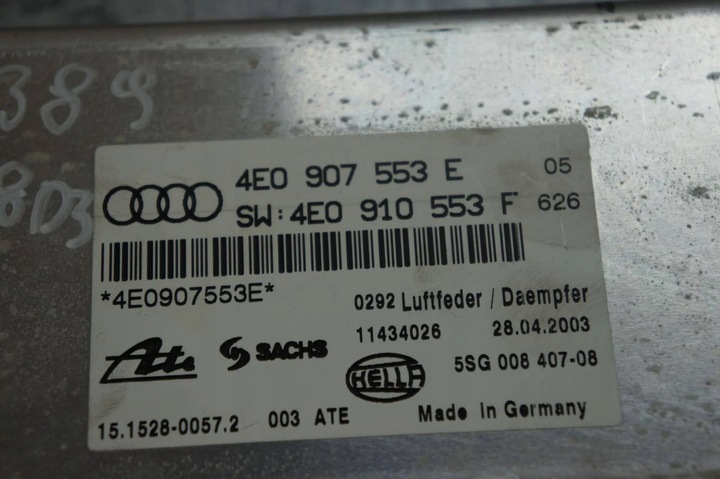 389
8D3
4E0 907 553 E 05
SW: 4E0 910 553 F 626
*4E0907553E*
0292 Luftfeder / Daempfer
11434026 28.04.2003
Ate SACHS HELLA 5SG 008 407-08
15.1528-0057.2 003 ATE Made in Germany